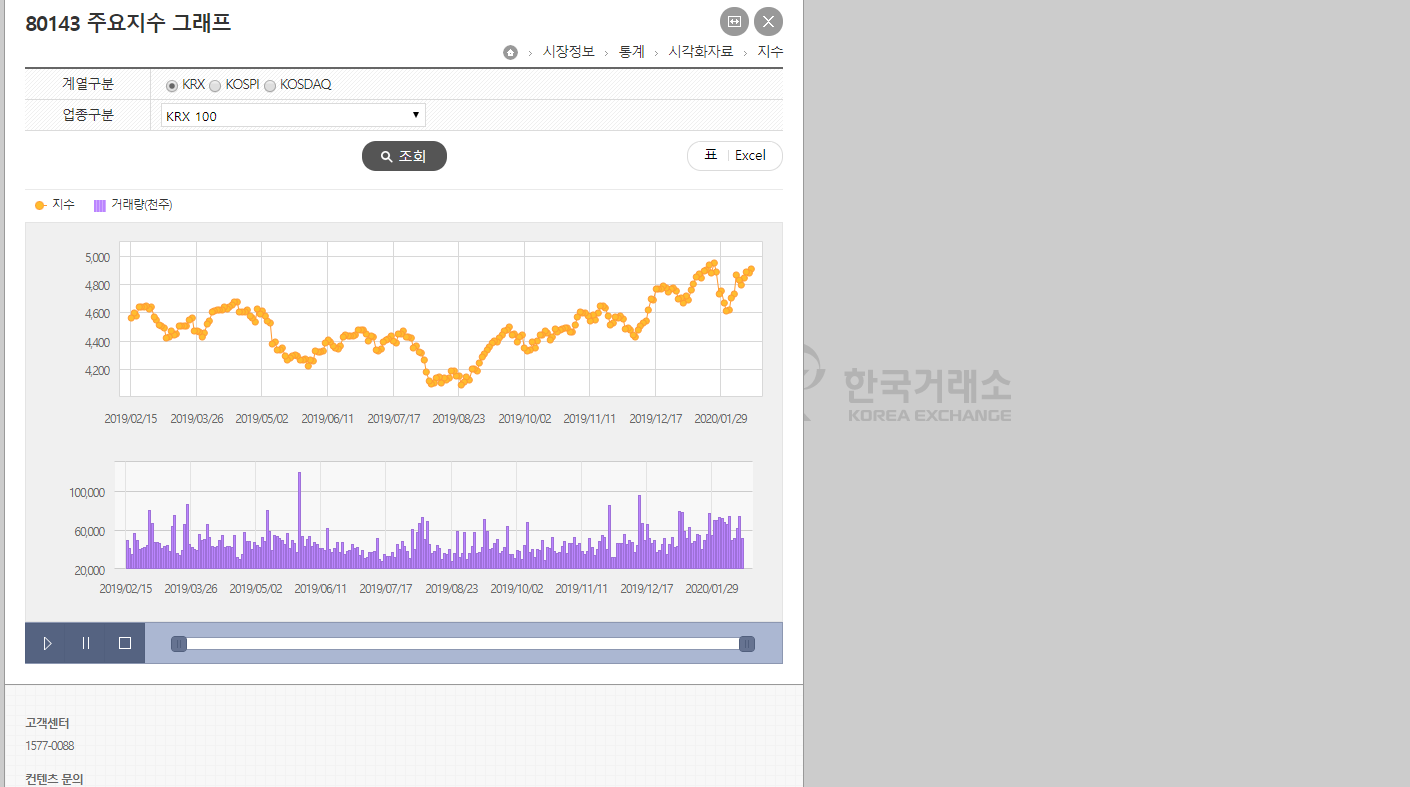 80143 주요지수 그래프
시장정보 › 통계 › 시각화자료 › 지수
계열구분 KRX KOSPI KOSDAQ
업종구분 KRX 100
조회 표 Excel
지수 거래량(천주)
5,000
4,800
4,600
4,400
4,200
2019/02/15 2019/03/26 2019/05/02 2019/06/11 2019/07/17 2019/08/23 2019/10/02 2019/11/11 2019/12/17 2020/01/29
100,000
60,000
20,000
2019/02/15 2019/03/26 2019/05/02 2019/06/11 2019/07/17 2019/08/23 2019/10/02 2019/11/11 2019/12/17 2020/01/29
한국거래소
KOREA EXCHANGE
고객센터
1577-0088
컨텐츠 문의